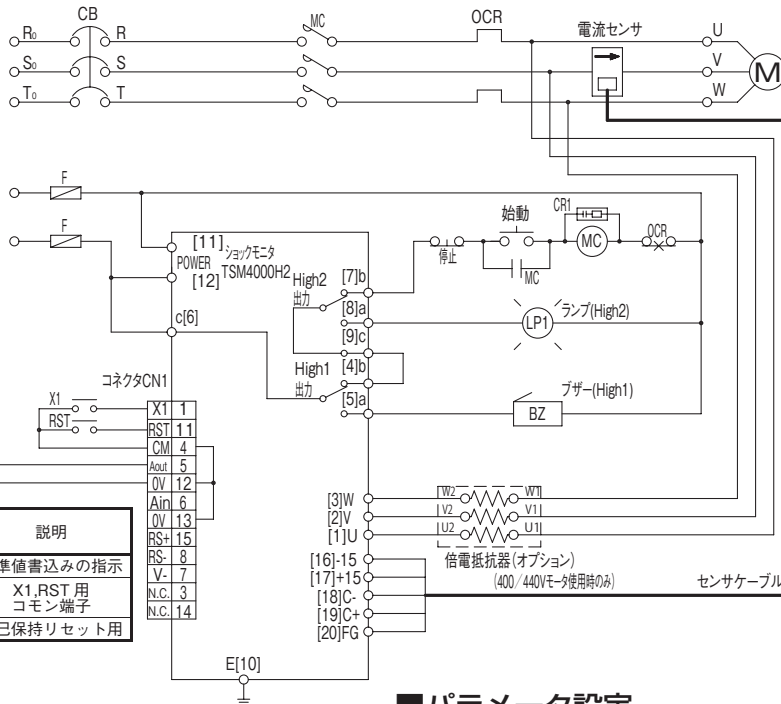 CB
MC
OCR
電流センサ
R₀
R
U
S₀
S
V
T₀
T
W
M
F
F
[11]
POWER
[12]
ショックモニタ
TSM4000H2
c[6]
High2
出力
[7]b
[8]a
[9]c
High1
出力
[4]b
[5]a
停止
始動
MC
CR1
MC
OCR
LP1
ランプ(High2)
ブザー(High1)
BZ
コネクタCN1
X1
RST
X1 1
RST 11
CM 4
Aout 5
0V 12
Ain 6
0V 13
RS+ 15
RS- 8
V- 7
N.C. 3
N.C. 14
説明
準値書込みの指示
X1,RST 用
コモン端子
己保持リセット用
[3]W
[2]V
[1]U
W2 W1
V2 V1
U2 U1
倍電抵抗器(オプション)
(400/440Vモータ使用時のみ)
[16]-15
[17]+15
[18]C-
[19]C+
[20]FG
センサケーブル
E[10]
■パラメータ設定